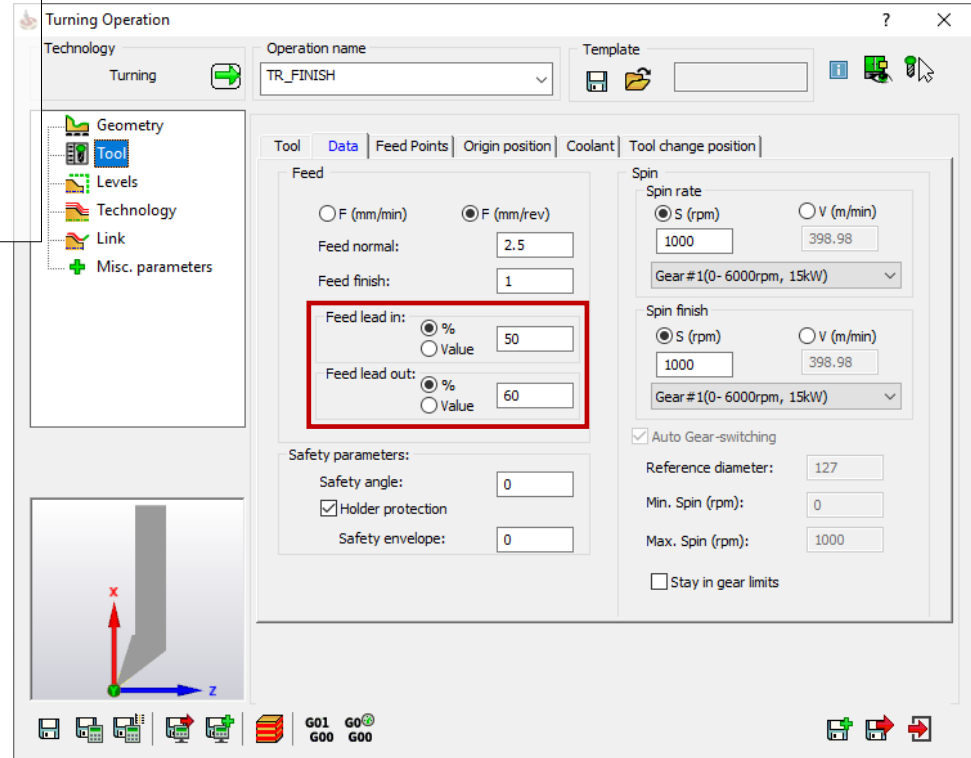 Turning Operation
?
Technology
Turning
Operation name
TR_FINISH
Template
Geometry
Tool
Levels
Technology
Link
Misc. parameters
Tool
Data
Feed Points
Origin position
Coolant
Tool change position
Feed
F (mm/min)
F (mm/rev)
Feed normal:
2.5
Feed finish:
1
Feed lead in:
%
Value
50
Feed lead out:
%
Value
60
Safety parameters:
Safety angle:
0
Holder protection
Safety envelope:
0
Spin
Spin rate
S (rpm)
V (m/min)
1000
398.98
Gear#1(0- 6000rpm, 15kW)
Spin finish
S (rpm)
V (m/min)
1000
398.98
Gear#1(0- 6000rpm, 15kW)
Auto Gear-switching
Reference diameter:
127
Min. Spin (rpm):
0
Max. Spin (rpm):
1000
Stay in gear limits
X
Y
Z
G01
G00
G0
G00